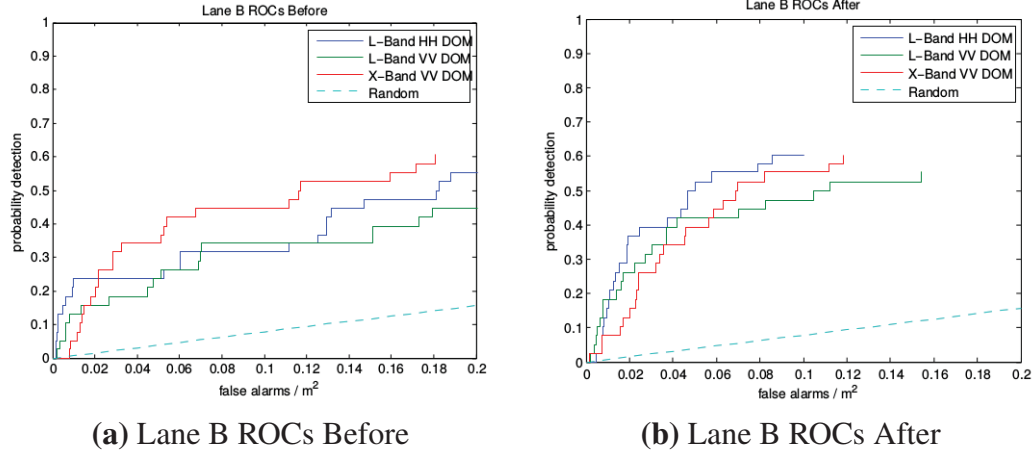 Lane B ROCs Before
L-Band HH DOM
L-Band VV DOM
X-Band VV DOM
Random
1
0.9
0.8
0.7
0.6
0.5
0.4
0.3
0.2
0.1
0
probability detection
0 0.02 0.04 0.06 0.08 0.1 0.12 0.14 0.16 0.18 0.2
false alarms / m²
(a) Lane B ROCs Before
Lane B ROCs After
L-Band HH DOM
L-Band VV DOM
X-Band VV DOM
Random
1
0.9
0.8
0.7
0.6
0.5
0.4
0.3
0.2
0.1
0
probability detection
0 0.02 0.04 0.06 0.08 0.1 0.12 0.14 0.16 0.18 0.2
false alarms / m²
(b) Lane B ROCs After